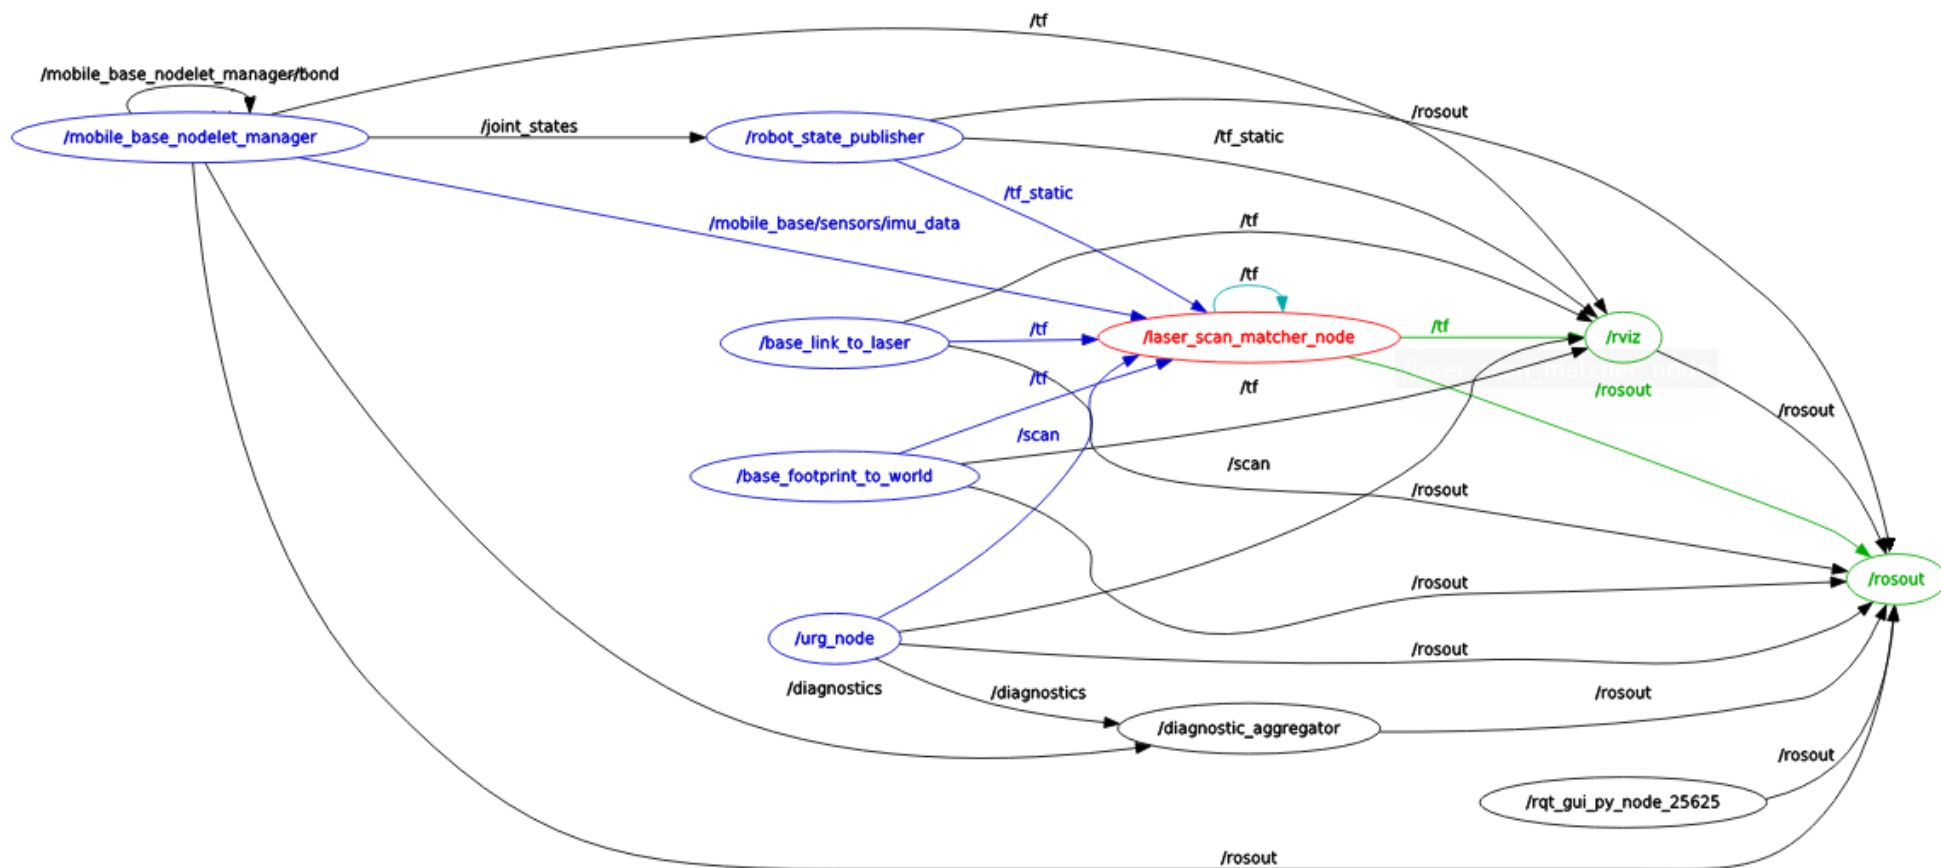 /tf
/mobile_base_nodelet_manager/bond
/rosout
/joint_states
/mobile_base_nodelet_manager
/robot_state_publisher
/tf_static
/tf_static
/mobile_base/sensors/imu_data
/tf
/tf
/tf
/tf
/base_link_to_laser
/laser_scan_matcher_node
/rviz
/laser_scan_matcher_node
/tf
/tf
/rosout
/rosout
/scan
/scan
/base_footprint_to_world
/rosout
/rosout
/rosout
/urg_node
/rosout
/diagnostics
/diagnostics
/rosout
/diagnostic_aggregator
/rosout
/rqt_gui_py_node_25625
/rosout